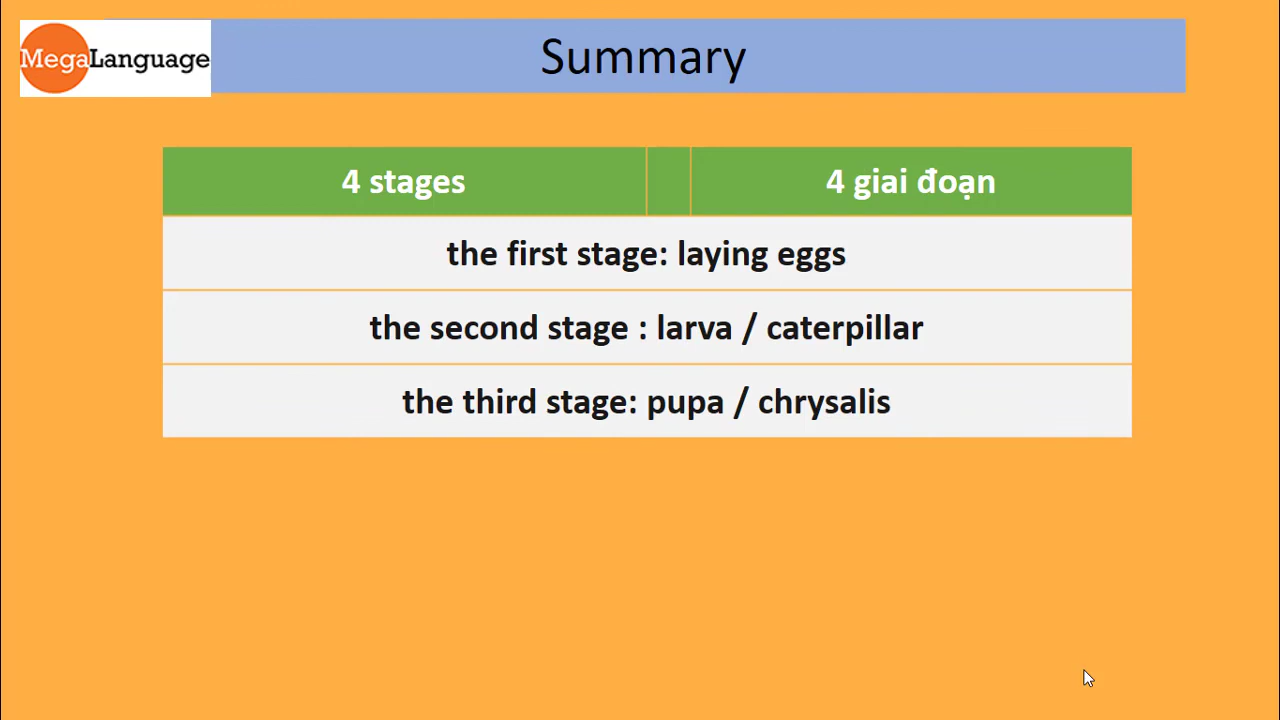 MegaLanguage
Summary
4 stages
4 giai đoạn
the first stage: laying eggs
the second stage : larva / caterpillar
the third stage: pupa / chrysalis